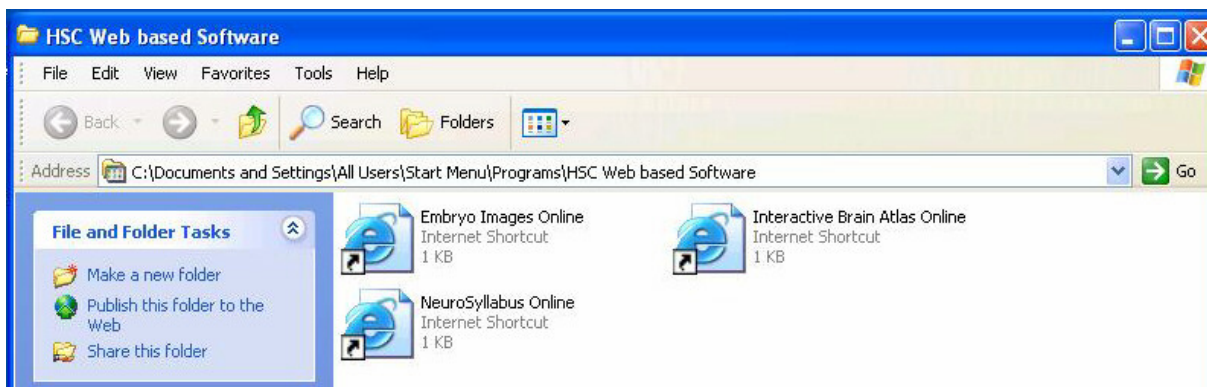 HSC Web based Software
File Edit View Favorites Tools Help
Back Search Folders
Address C:\Documents and Settings\All Users\Start Menu\Programs\HSC Web based Software Go
File and Folder Tasks
Make a new folder
Publish this folder to the
Web
Share this folder
Embryo Images Online
Internet Shortcut
1 KB
Interactive Brain Atlas Online
Internet Shortcut
1 KB
NeuroSyllabus Online
Internet Shortcut
1 KB